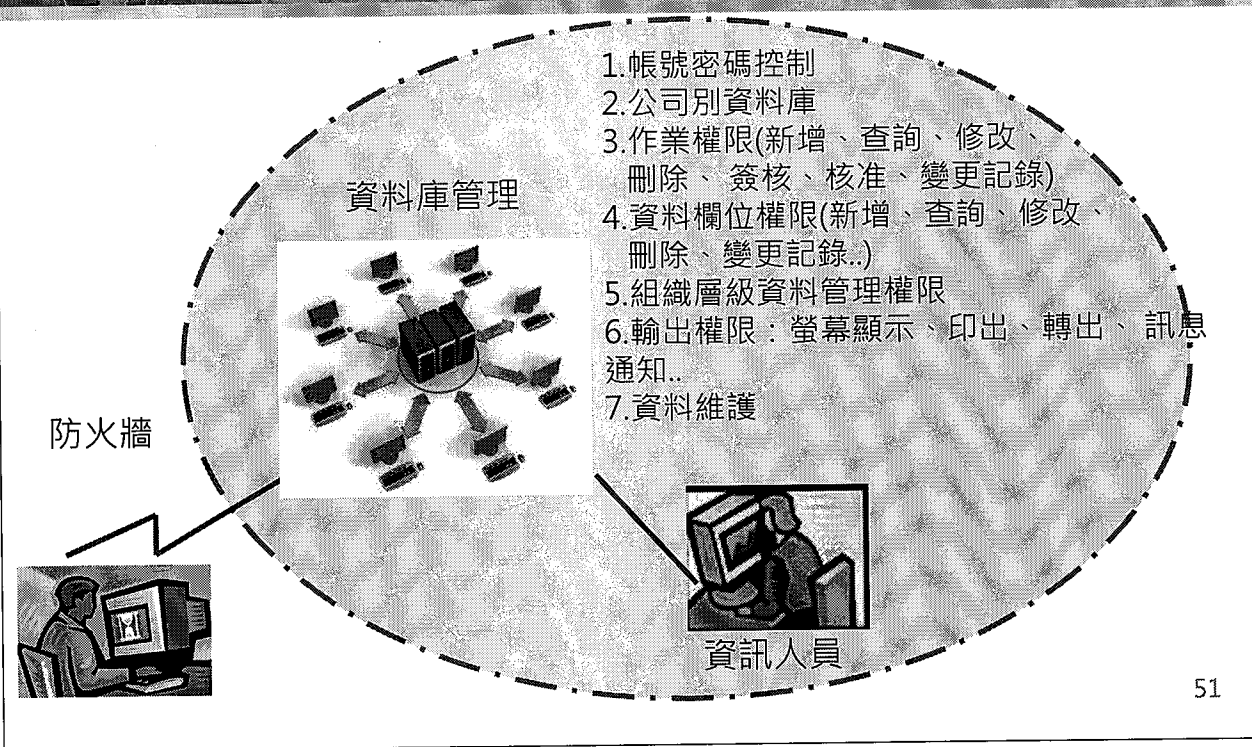 1.帳號密碼控制
2.公司別資料庫
3.作業權限(新增、查詢、修改、
刪除、簽核、核准、變更記錄)
4.資料欄位權限(新增、查詢、修改、
刪除、變更記錄..)
5.組織層級資料管理權限
6.輸出權限：螢幕顯示、印出、轉出、訊息
通知..
7.資料維護
資料庫管理
防火牆
資訊人員
51